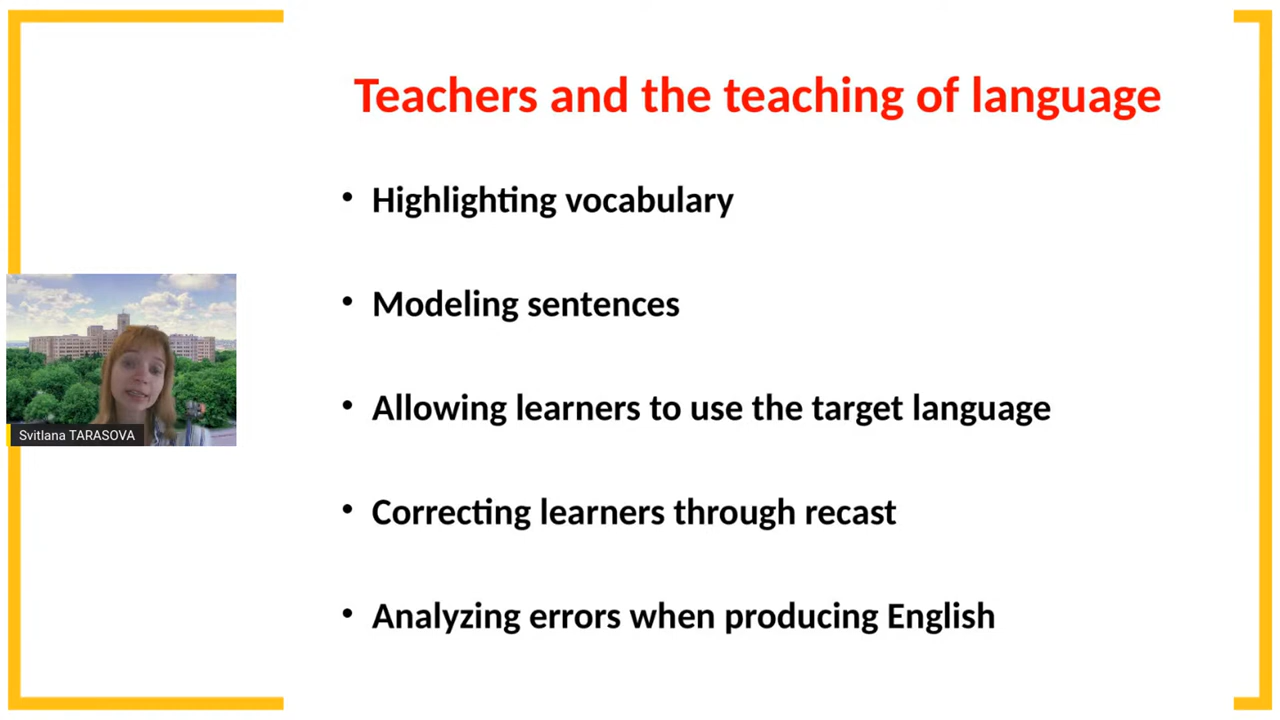 Teachers and the teaching of language
• Highlighting vocabulary
• Modeling sentences
• Allowing learners to use the target language
• Correcting learners through recast
• Analyzing errors when producing English
Svitlana TARASOVA